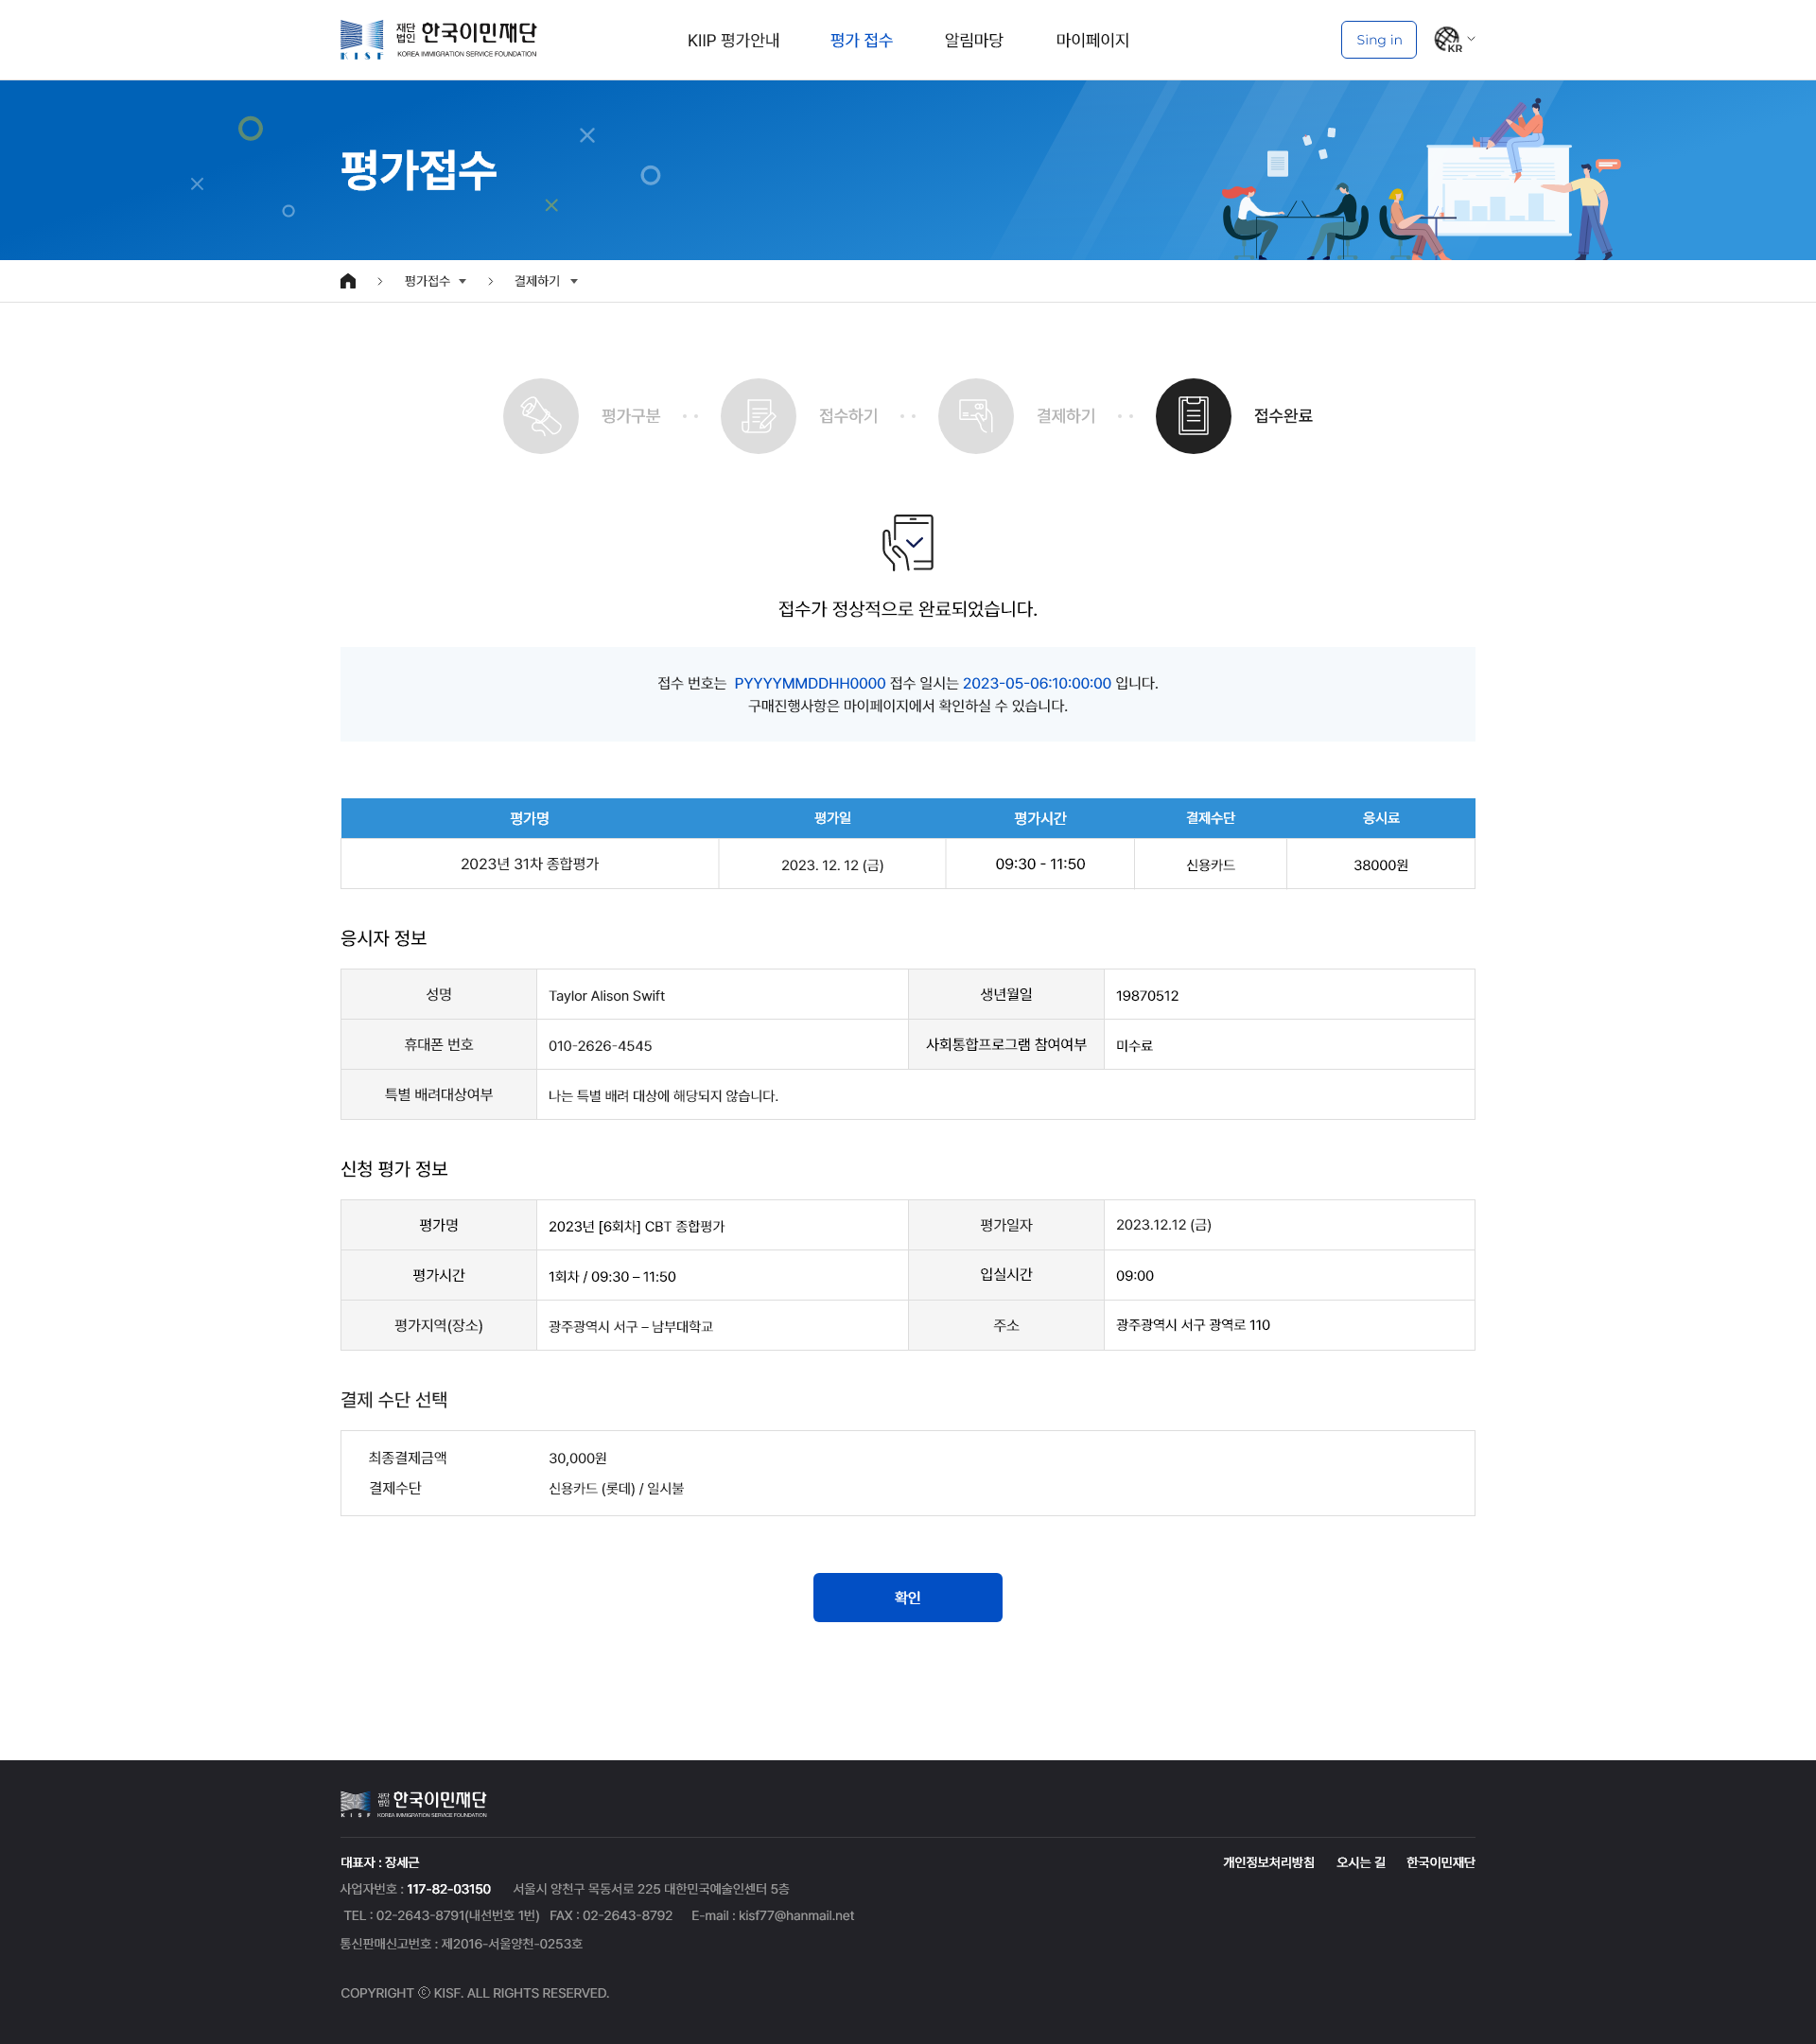 재단
법인 한국이민재단
KISF KOREA IMMIGRATION SERVICE FOUNDATION
KIIP 평가안내 평가 접수 알림마당 마이페이지
Sing in KR
평가접수
평가접수 결제하기
평가구분 접수하기 결제하기 접수완료
접수가 정상적으로 완료되었습니다.
접수 번호는 PYYYYMMDDHH0000 접수 일시는 2023-05-06:10:00:00 입니다.
구매진행사항은 마이페이지에서 확인하실 수 있습니다.
평가명 평가일 평가시간 결제수단 응시료
2023년 31차 종합평가 2023. 12. 12 (금) 09:30 - 11:50 신용카드 38000원
응시자 정보
성명 Taylor Alison Swift 생년월일 19870512
휴대폰 번호 010-2626-4545 사회통합프로그램 참여여부 미수료
특별 배려대상여부 나는 특별 배려 대상에 해당되지 않습니다.
신청 평가 정보
평가명 2023년 [6회차] CBT 종합평가 평가일자 2023.12.12 (금)
평가시간 1회차 / 09:30 – 11:50 입실시간 09:00
평가지역(장소) 광주광역시 서구 – 남부대학교 주소 광주광역시 서구 광역로 110
결제 수단 선택
최종결제금액 30,000원
결제수단 신용카드 (롯데) / 일시불
확인
재단
법인 한국이민재단
KISF KOREA IMMIGRATION SERVICE FOUNDATION
대표자 : 장세근 개인정보처리방침 오시는 길 한국이민재단
사업자번호 : 117-82-03150 서울시 양천구 목동서로 225 대한민국예술인센터 5층
TEL : 02-2643-8791(내선번호 1번) FAX : 02-2643-8792 E-mail : kisf77@hanmail.net
통신판매신고번호 : 제2016-서울양천-0253호
COPYRIGHT ⓒ KISF. ALL RIGHTS RESERVED.